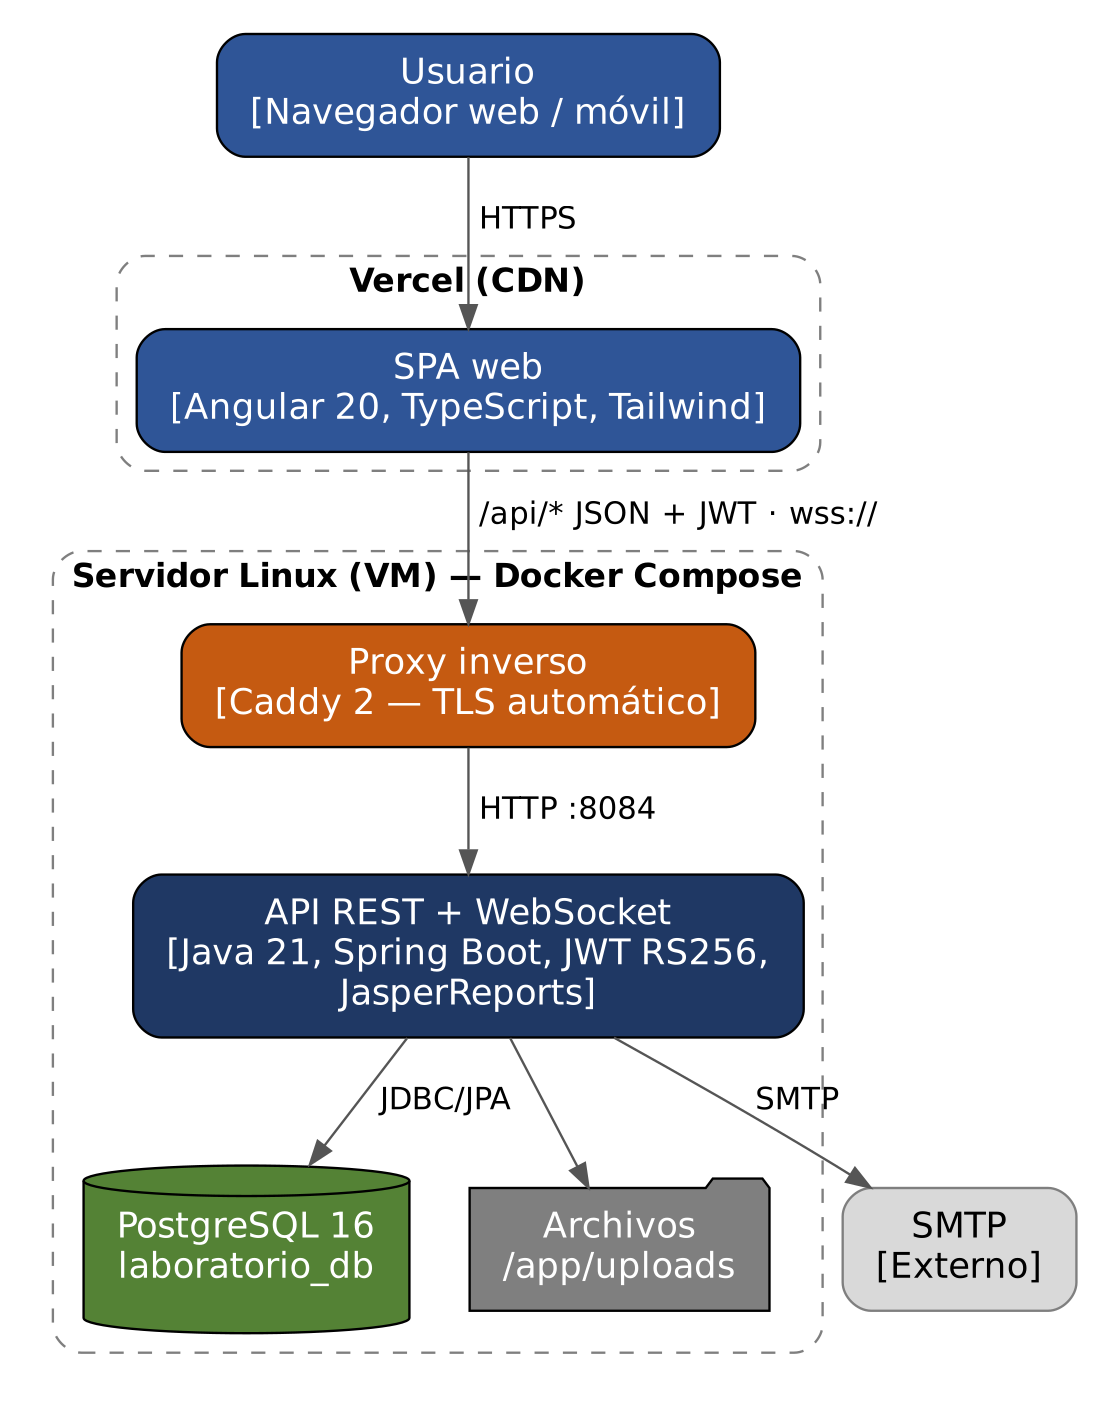 Usuario
[Navegador web / móvil]
HTTPS
Vercel (CDN)
SPA web
[Angular 20, TypeScript, Tailwind]
/api/* JSON + JWT · wss://
Servidor Linux (VM) — Docker Compose
Proxy inverso
[Caddy 2 — TLS automático]
HTTP :8084
API REST + WebSocket
[Java 21, Spring Boot, JWT RS256,
JasperReports]
JDBC/JPA
SMTP
PostgreSQL 16
laboratorio_db
Archivos
/app/uploads
SMTP
[Externo]